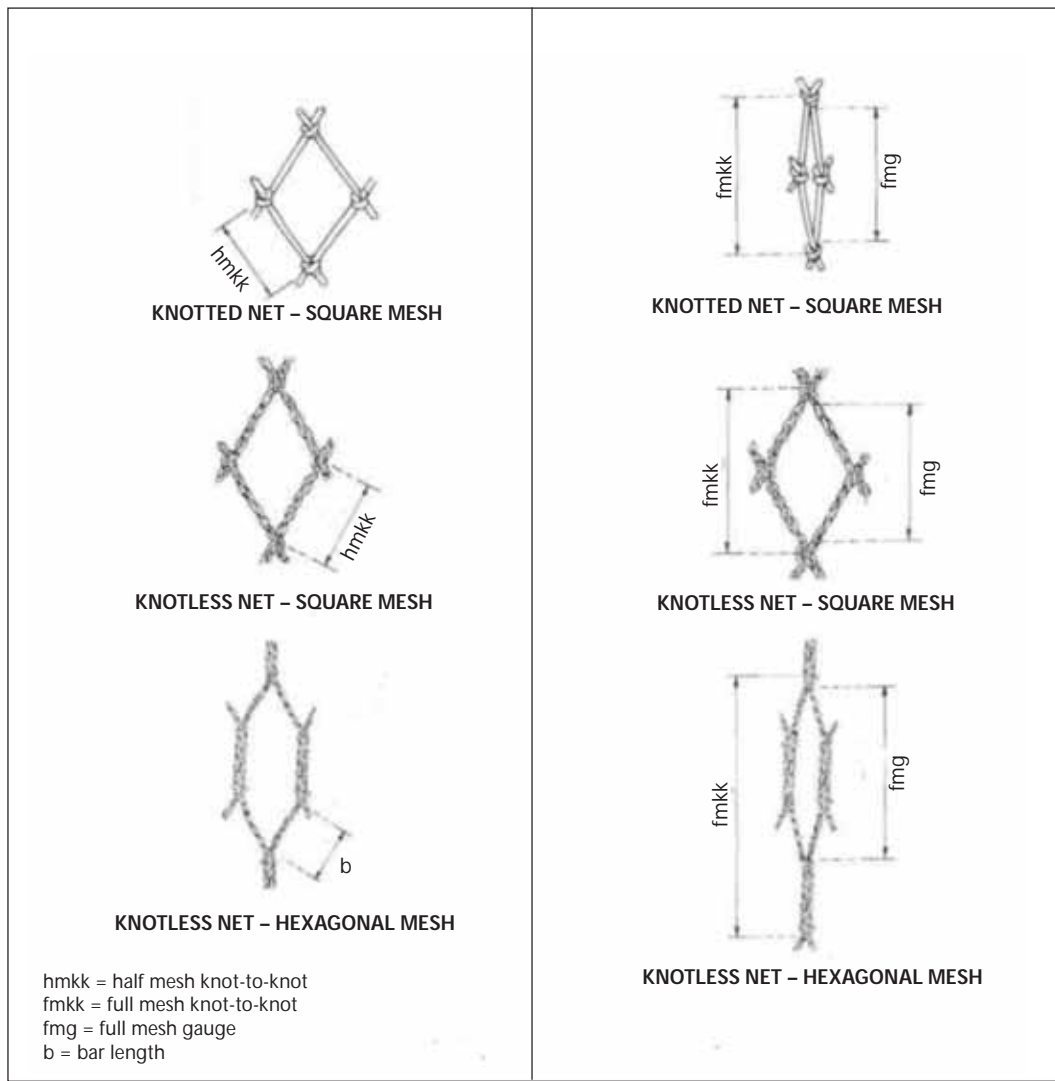 hmkk
KNOTTED NET – SQUARE MESH
hmkk
KNOTLESS NET – SQUARE MESH
b
KNOTLESS NET – HEXAGONAL MESH
hmkk = half mesh knot-to-knot
fmkk = full mesh knot-to-knot
fmg = full mesh gauge
b = bar length
fmkk
fmg
KNOTTED NET – SQUARE MESH
fmkk
fmg
KNOTLESS NET – SQUARE MESH
fmkk
fmg
KNOTLESS NET – HEXAGONAL MESH